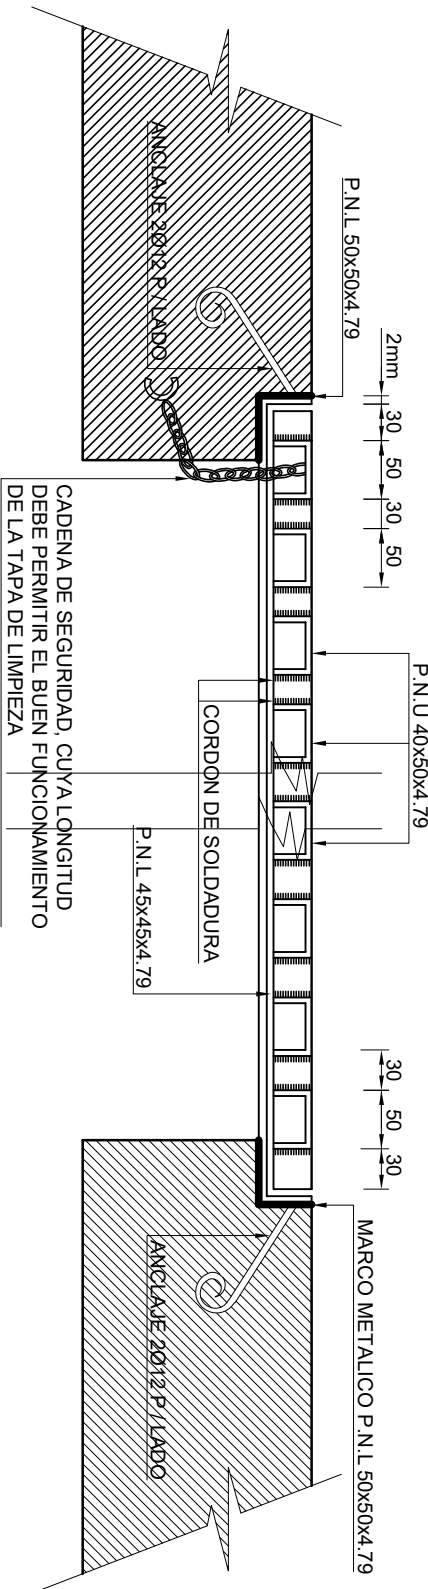 P.N.L 50x50x4.79
2mm
30
50
30
50
P.N.U 40x50x4.79
30
50
30
MARCO METALICO P.N.L 50x50x4.79
ANCLAJE 2Ø12 P / LADO
CORDON DE SOLDADURA
P.N.L 45x45x4.79
ANCLAJE 2Ø12 P / LADO
CADENA DE SEGURIDAD, CUYA LONGITUD
DEBE PERMITIR EL BUEN FUNCIONAMIENTO
DE LA TAPA DE LIMPIEZA